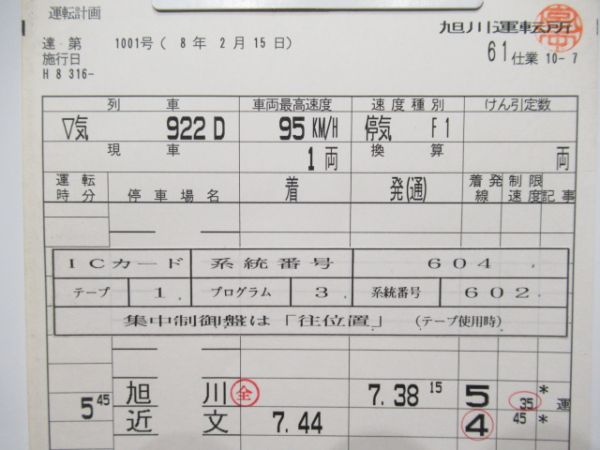 運転計画
旭川運転所
達 - 第 1001号( 8 年 2 月 15 日)
61 仕業 10-7
施行日
H 8 316-
列 車 車両最高速度 速度種別 けん引定数
▽気 922 D 95 KM/H 停気 F 1
現 車 1 両 換 算 両
運転時分 停車場名 着 発(通) 着発線 制限速度 記事
ICカード 系統番号 604
テープ 1 プログラム 3 系統番号 602
集中制御盤は「往位置」 (テープ使用時)
旭 川 全 7.38 15 5 35 * 運
5 45
近 文 7.44 4 45 *